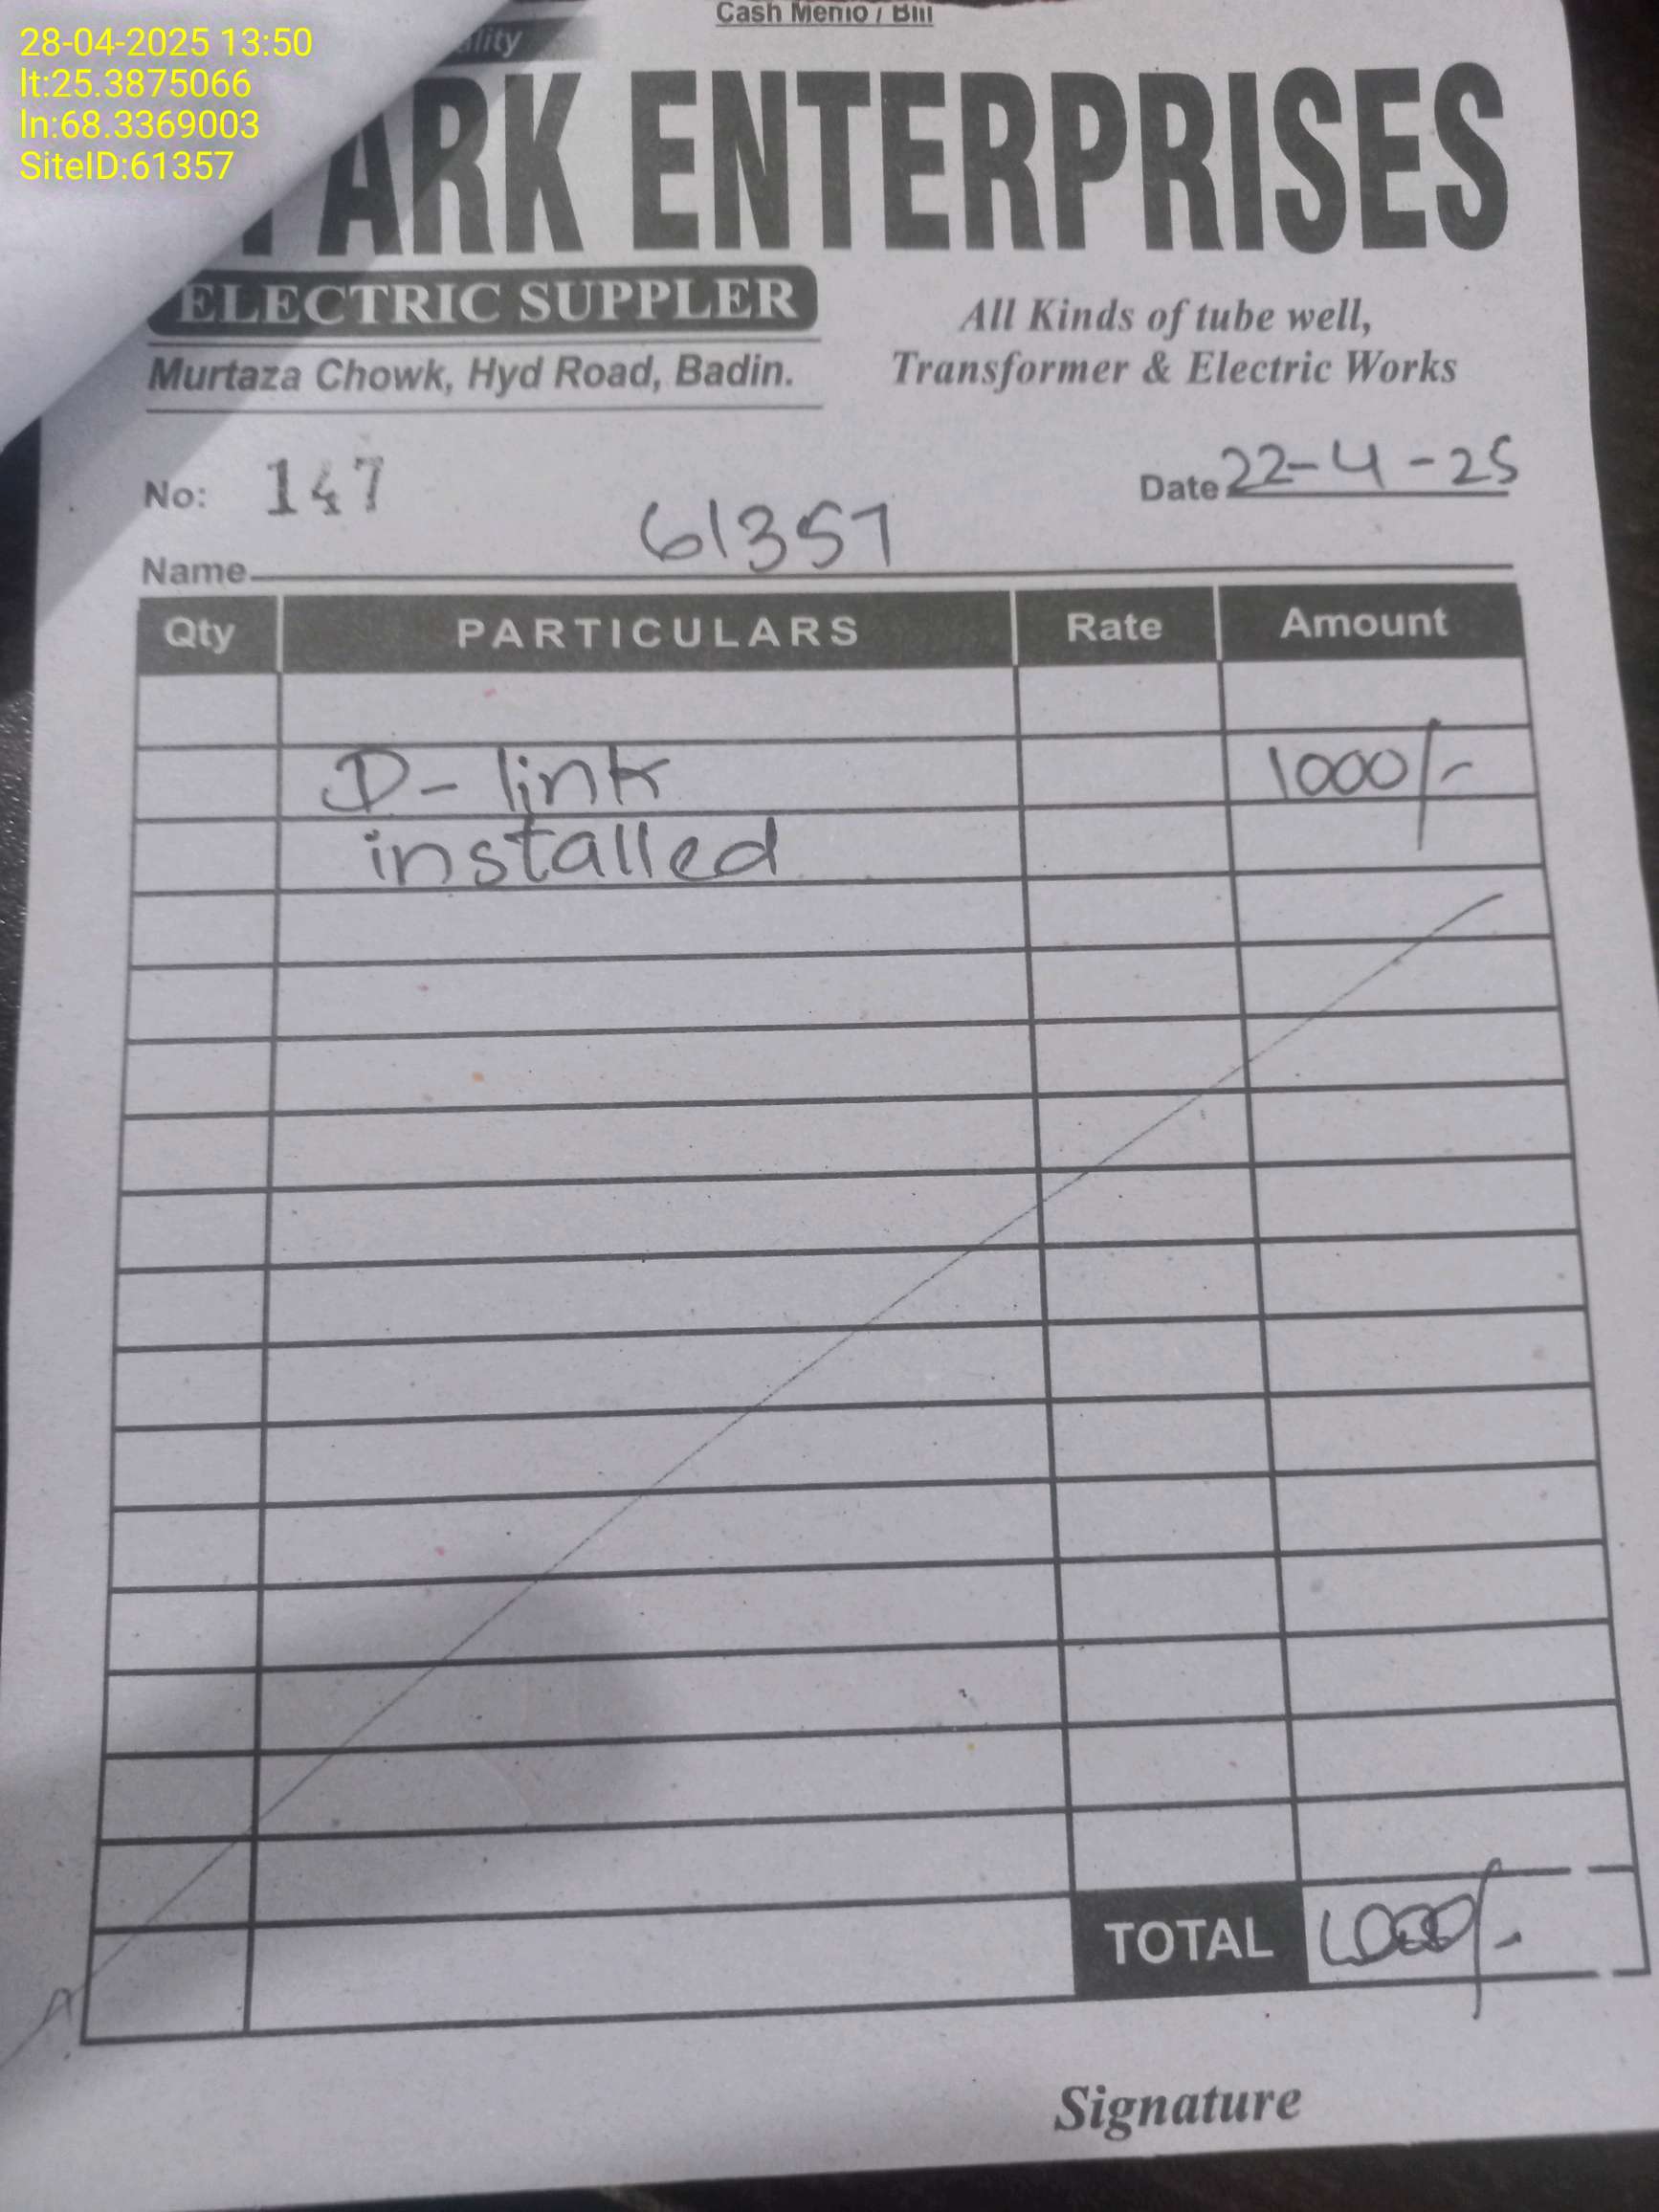 28-04-2025 13:50
lt:25.3875066
ln:68.3369003
SiteID:61357
Cash Memo / Bill
ARK ENTERPRISES
ELECTRIC SUPPLER
Murtaza Chowk, Hyd Road, Badin.
All Kinds of tube well,
Transformer & Electric Works
No: 147
Date 22-4-25
Name 61357
Qty PARTICULARS Rate Amount
D-link 1000/-
installed
TOTAL 1000/-
Signature